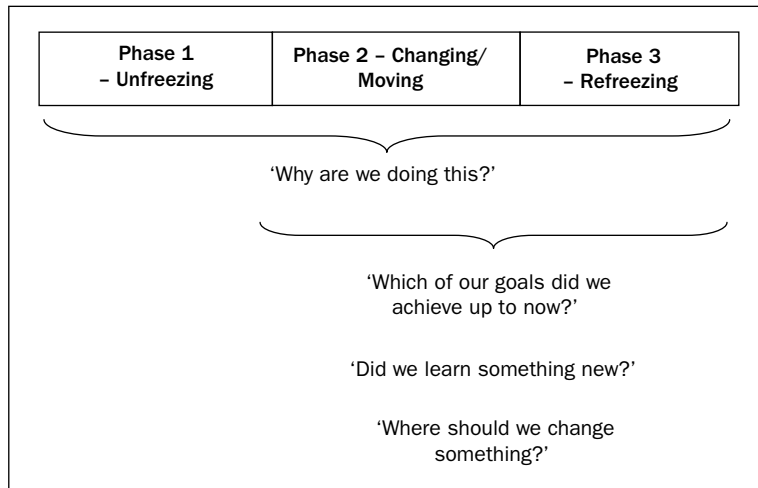 Phase 1
– Unfreezing
Phase 2 – Changing/
Moving
Phase 3
– Refreezing
‘Why are we doing this?’
‘Which of our goals did we
achieve up to now?’
‘Did we learn something new?’
‘Where should we change
something?’